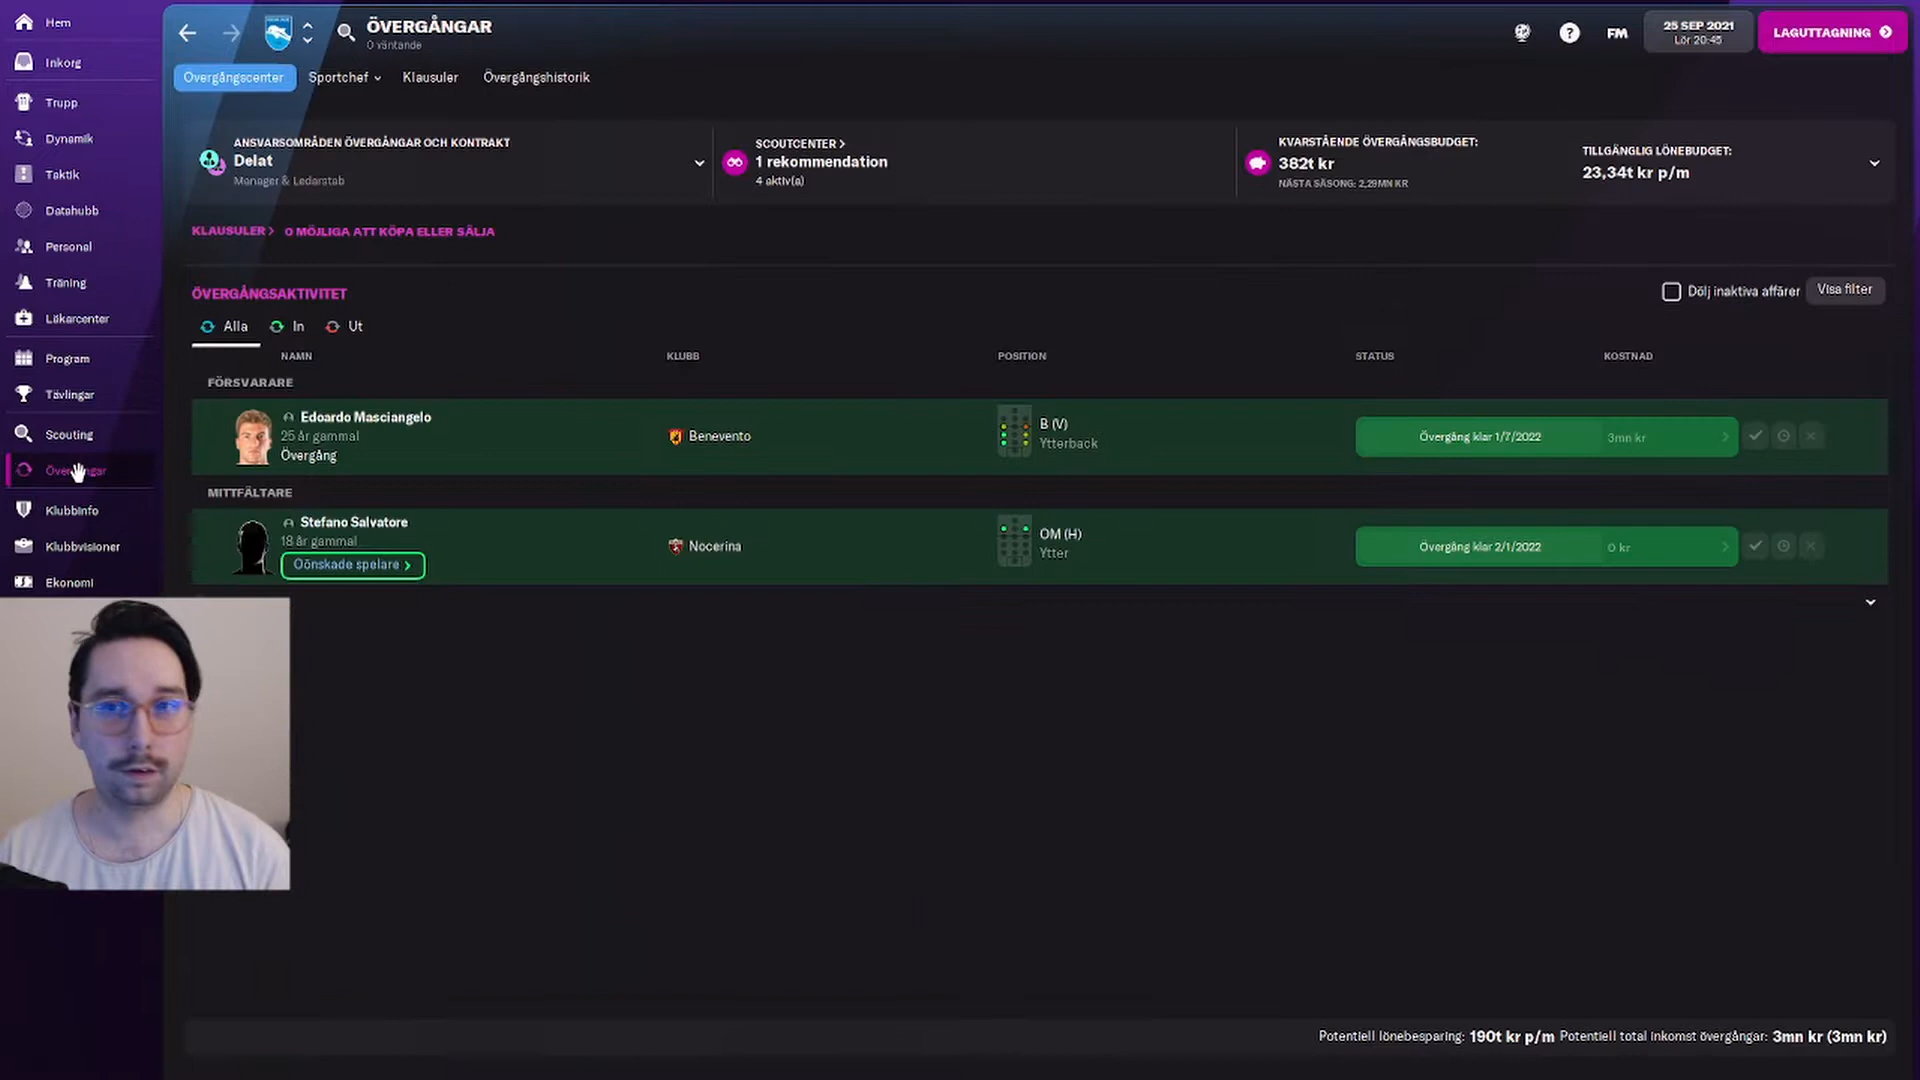 Hem
Inkorg
Trupp
Dynamik
Taktik
Datahubb
Personal
Träning
Läkarcenter
Program
Tävlingar
Scouting
Övergångar
Klubbinfo
Klubbvisioner
Ekonomi
ÖVERGÅNGAR
0 väntande
FM
25 SEP 2021
Lör 20:45
LAGUTTAGNING
Övergångscenter
Sportchef
Klausuler
Övergångshistorik
ANSVARSOMRÅDEN ÖVERGÅNGAR OCH KONTRAKT
Delat
Manager & Ledarstab
SCOUTCENTER >
1 rekommendation
4 aktiv(a)
KVARSTÅENDE ÖVERGÅNGSBUDGET:
382t kr
NÄSTA SÄSONG: 2,29MN KR
TILLGÄNGLIG LÖNEBUDGET:
23,34t kr p/m
KLAUSULER > 0 MÖJLIGA ATT KÖPA ELLER SÄLJA
ÖVERGÅNGSAKTIVITET
Dölj inaktiva affärer
Visa filter
Alla
In
Ut
NAMN KLUBB POSITION STATUS KOSTNAD
FÖRSVARARE
Edoardo Masciangelo
25 år gammal
Övergång
Benevento
B (V)
Ytterback
Övergång klar 1/7/2022
3mn kr
MITTFÄLTARE
Stefano Salvatore
18 år gammal
Oönskade spelare >
Nocerina
OM (H)
Ytter
Övergång klar 2/1/2022
0 kr
Potentiell lönebesparing: 190t kr p/m Potentiell total inkomst övergångar: 3mn kr (3mn kr)